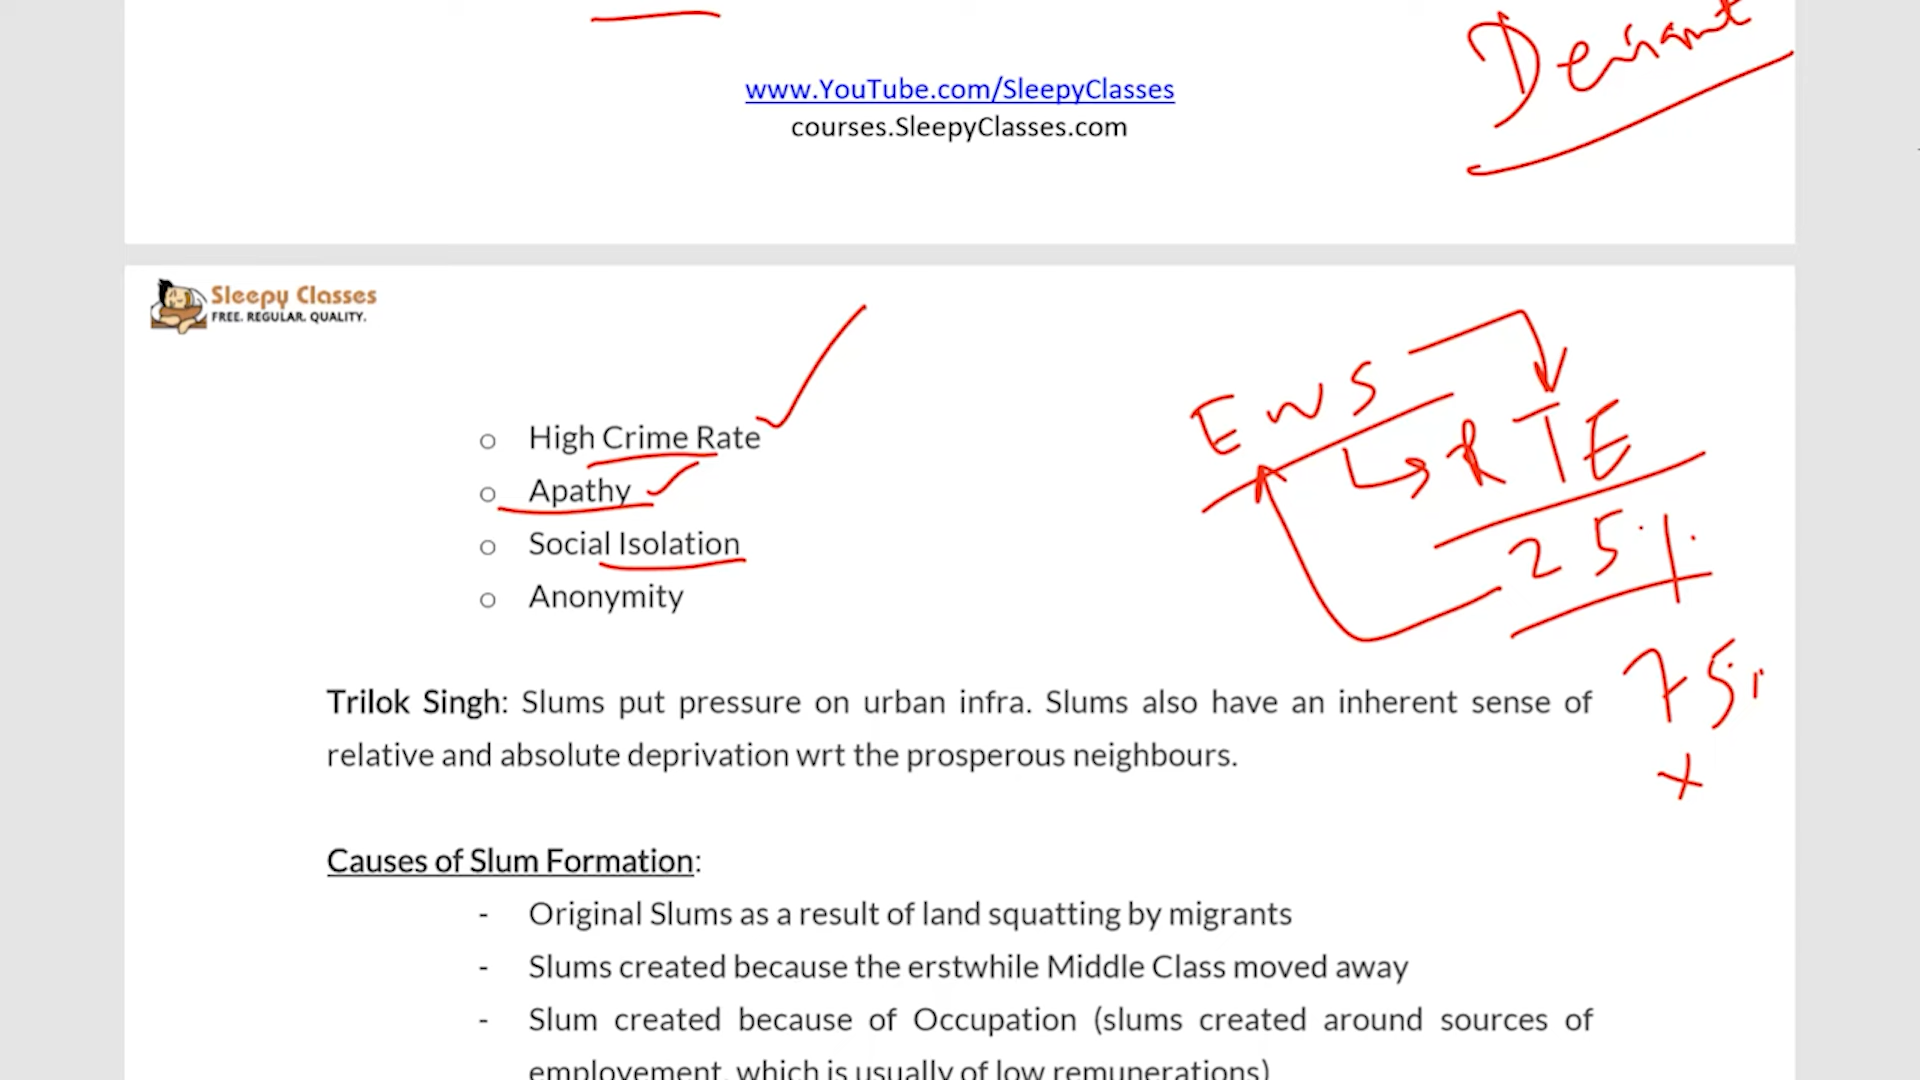 Deviant
www.YouTube.com/SleepyClasses
courses.SleepyClasses.com
Sleepy Classes
FREE. REGULAR. QUALITY.
EWS
o High Crime Rate
RTE
o Apathy
o Social Isolation
25%
o Anonymity
75%
Trilok Singh: Slums put pressure on urban infra. Slums also have an inherent sense of
relative and absolute deprivation wrt the prosperous neighbours.
Causes of Slum Formation:
- Original Slums as a result of land squatting by migrants
- Slums created because the erstwhile Middle Class moved away
- Slum created because of Occupation (slums created around sources of
employement, which is usually of low remunerations)